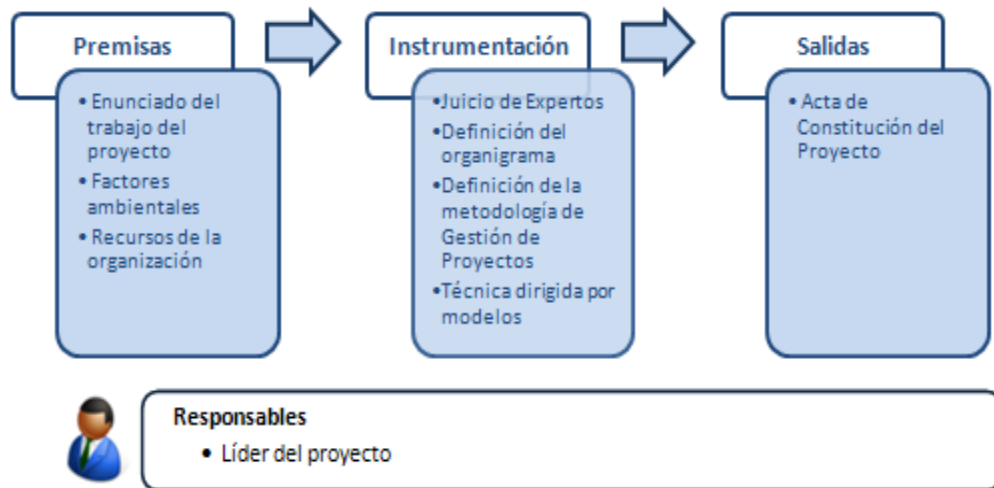 Premisas
• Enunciado del
trabajo del
proyecto
• Factores
ambientales
• Recursos de la
organización
Instrumentación
•Juicio de Expertos
•Definición del
organigrama
•Definición de la
metodología de
Gestión de
Proyectos
•Técnica dirigida por
modelos
Salidas
• Acta de
Constitución del
Proyecto
Responsables
• Líder del proyecto